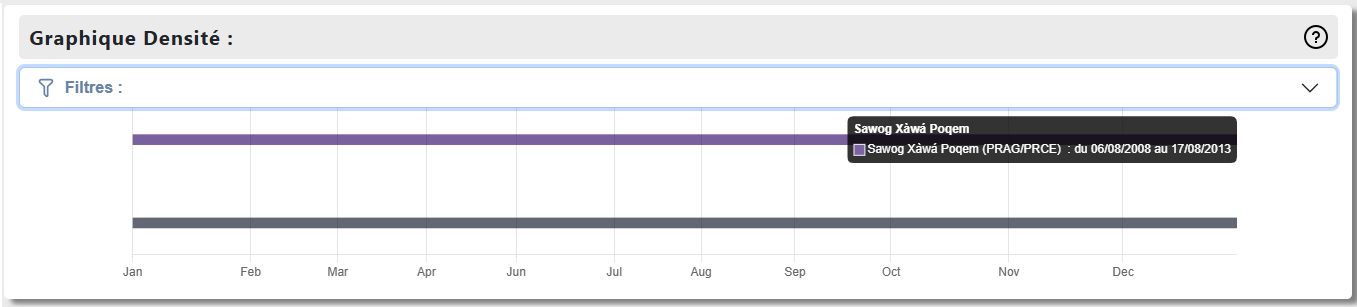 Graphique Densité :
Filtres :
Sawog Xàwá Poqem
Sawog Xàwá Poqem (PRAG/PRCE) : du 06/08/2008 au 17/08/2013
Jan Feb Mar Apr Jun Jul Aug Sep Oct Nov Dec